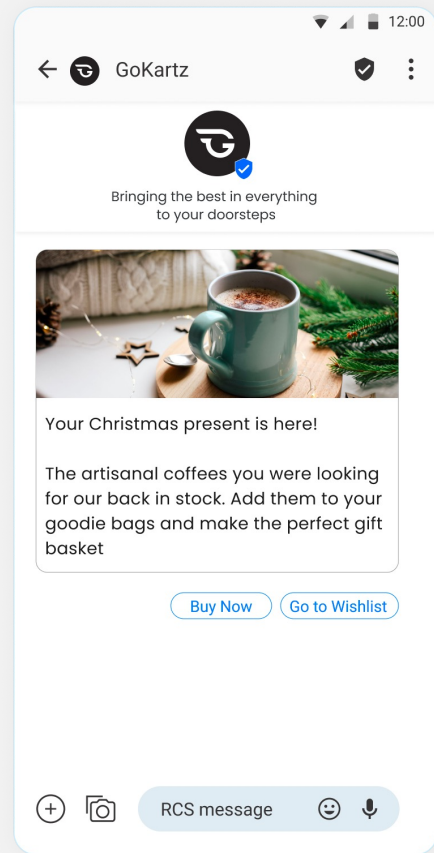 12:00
GoKartz
Bringing the best in everything
to your doorsteps
Your Christmas present is here!
The artisanal coffees you were looking
for our back in stock. Add them to your
goodie bags and make the perfect gift
basket
Buy Now
Go to Wishlist
RCS message